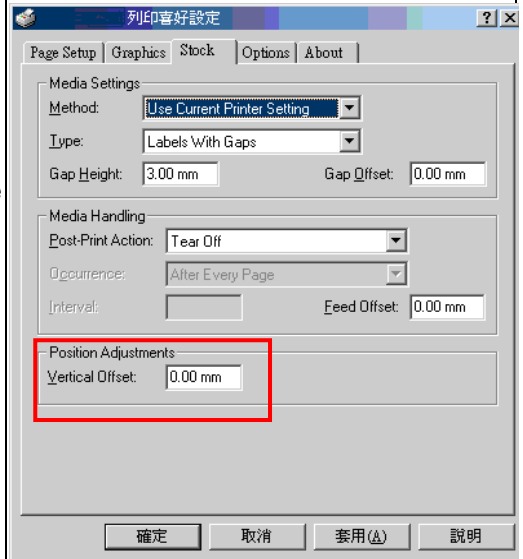 列印喜好設定
Page Setup Graphics Stock Options About
Media Settings
Method: Use Current Printer Setting
Type: Labels With Gaps
Gap Height: 3.00 mm Gap Offset: 0.00 mm
Media Handling
Post-Print Action: Tear Off
Occurrence: After Every Page
Interval: Feed Offset: 0.00 mm
Position Adjustments
Vertical Offset: 0.00 mm
確定 取消 套用(A) 說明